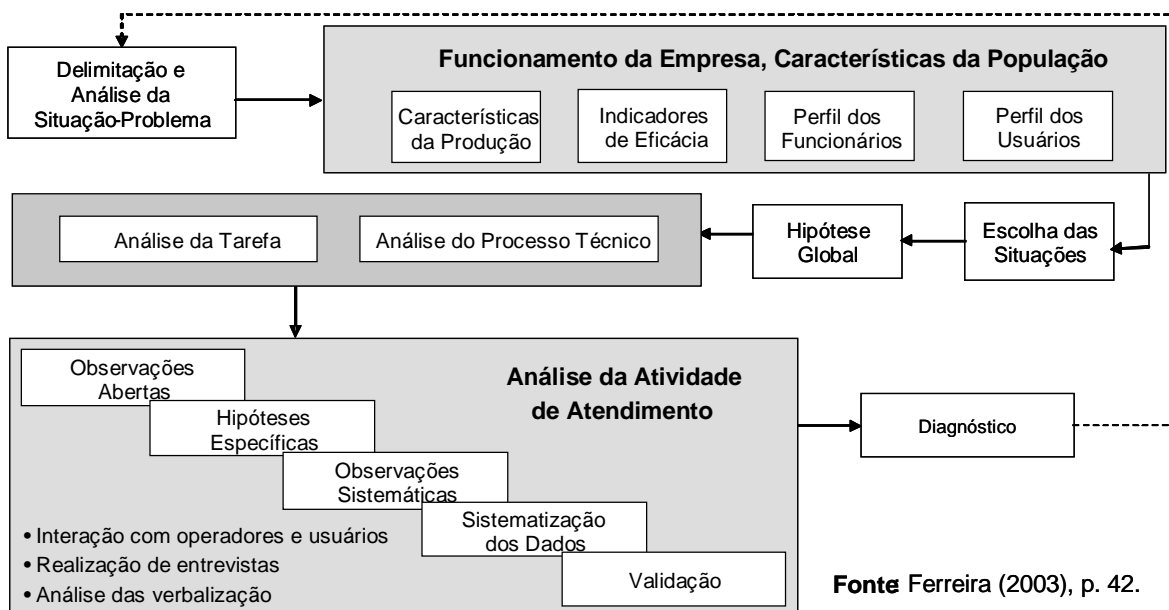 Delimitação e
Análise da
Situação-Problema
Funcionamento da Empresa, Características da População
Características
da Produção
Indicadores
de Eficácia
Perfil dos
Funcionários
Perfil dos
Usuários
Escolha das
Situações
Hipótese
Global
Análise da Tarefa
Análise do Processo Técnico
Análise da Atividade
de Atendimento
Observações
Abertas
Hipóteses
Específicas
Observações
Sistemáticas
Sistematização
dos Dados
Validação
• Interação com operadores e usuários
• Realização de entrevistas
• Análise das verbalização
Diagnóstico
Fonte: Ferreira (2003), p. 42.